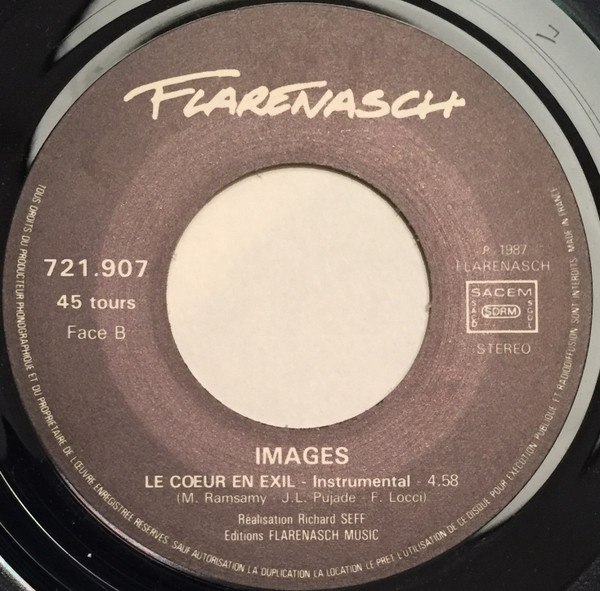 FLARENASCH
721.907
45 tours
Face B
℗ 1987
FLARENASCH
SACEM
SACD
SDRM
SGDL
STEREO
IMAGES
LE COEUR EN EXIL - Instrumental - 4.58
(M. Ramsamy - J.L. Pujade - F. Locci)
Réalisation Richard SEFF
Editions FLARENASCH MUSIC
TOUS DROITS DU PRODUCTEUR PHONOGRAPHIQUE ET DU PROPRIETAIRE DE L'ŒUVRE ENREGISTREE RESERVES. SAUF AUTORISATION LA DUPLICATION LA LOCATION LE PRET L'UTILISATION DE CE DISQUE POUR EXECUTION PUBLIQUE ET RADIODIFFUSION SONT INTERDITS. MADE IN FRANCE